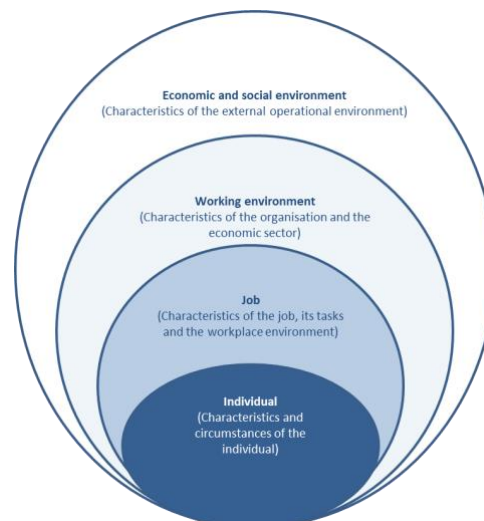 Economic and social environment
(Characteristics of the external operational environment)
Working environment
(Characteristics of the organisation and the
economic sector)
Job
(Characteristics of the job, its tasks
and the workplace environment)
Individual
(Characteristics and
circumstances of the
individual)